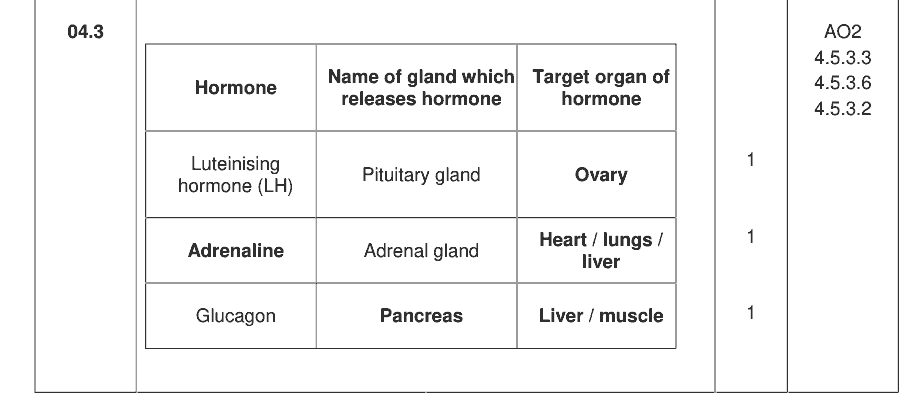 04.3
AO2
4.5.3.3
4.5.3.6
4.5.3.2
Hormone
Name of gland which
releases hormone
Target organ of
hormone
Luteinising
hormone (LH)
Pituitary gland
Ovary
1
Adrenaline
Adrenal gland
Heart / lungs /
liver
1
Glucagon
Pancreas
Liver / muscle
1